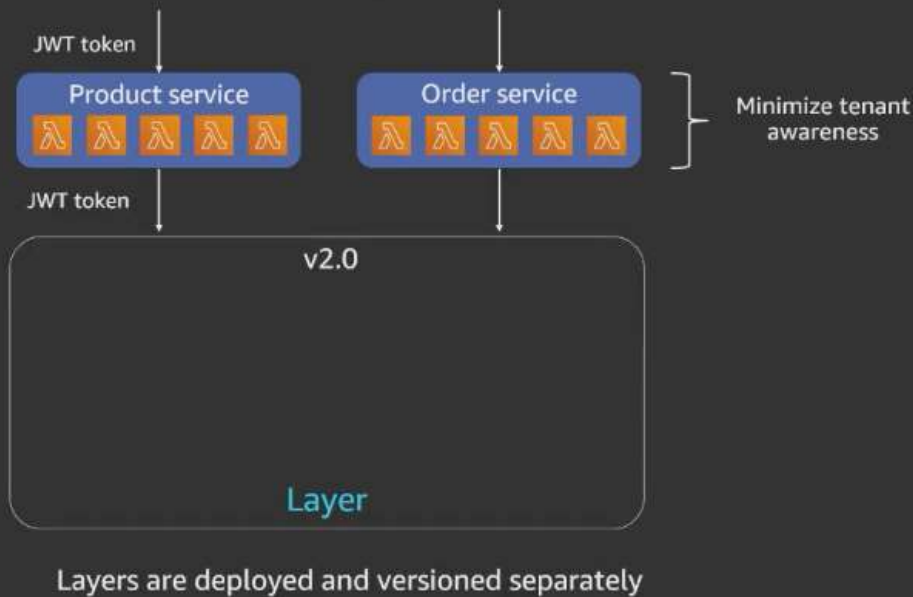 JWT token
Product service
Order service
Minimize tenant
awareness
JWT token
v2.0
Layer
Layers are deployed and versioned separately